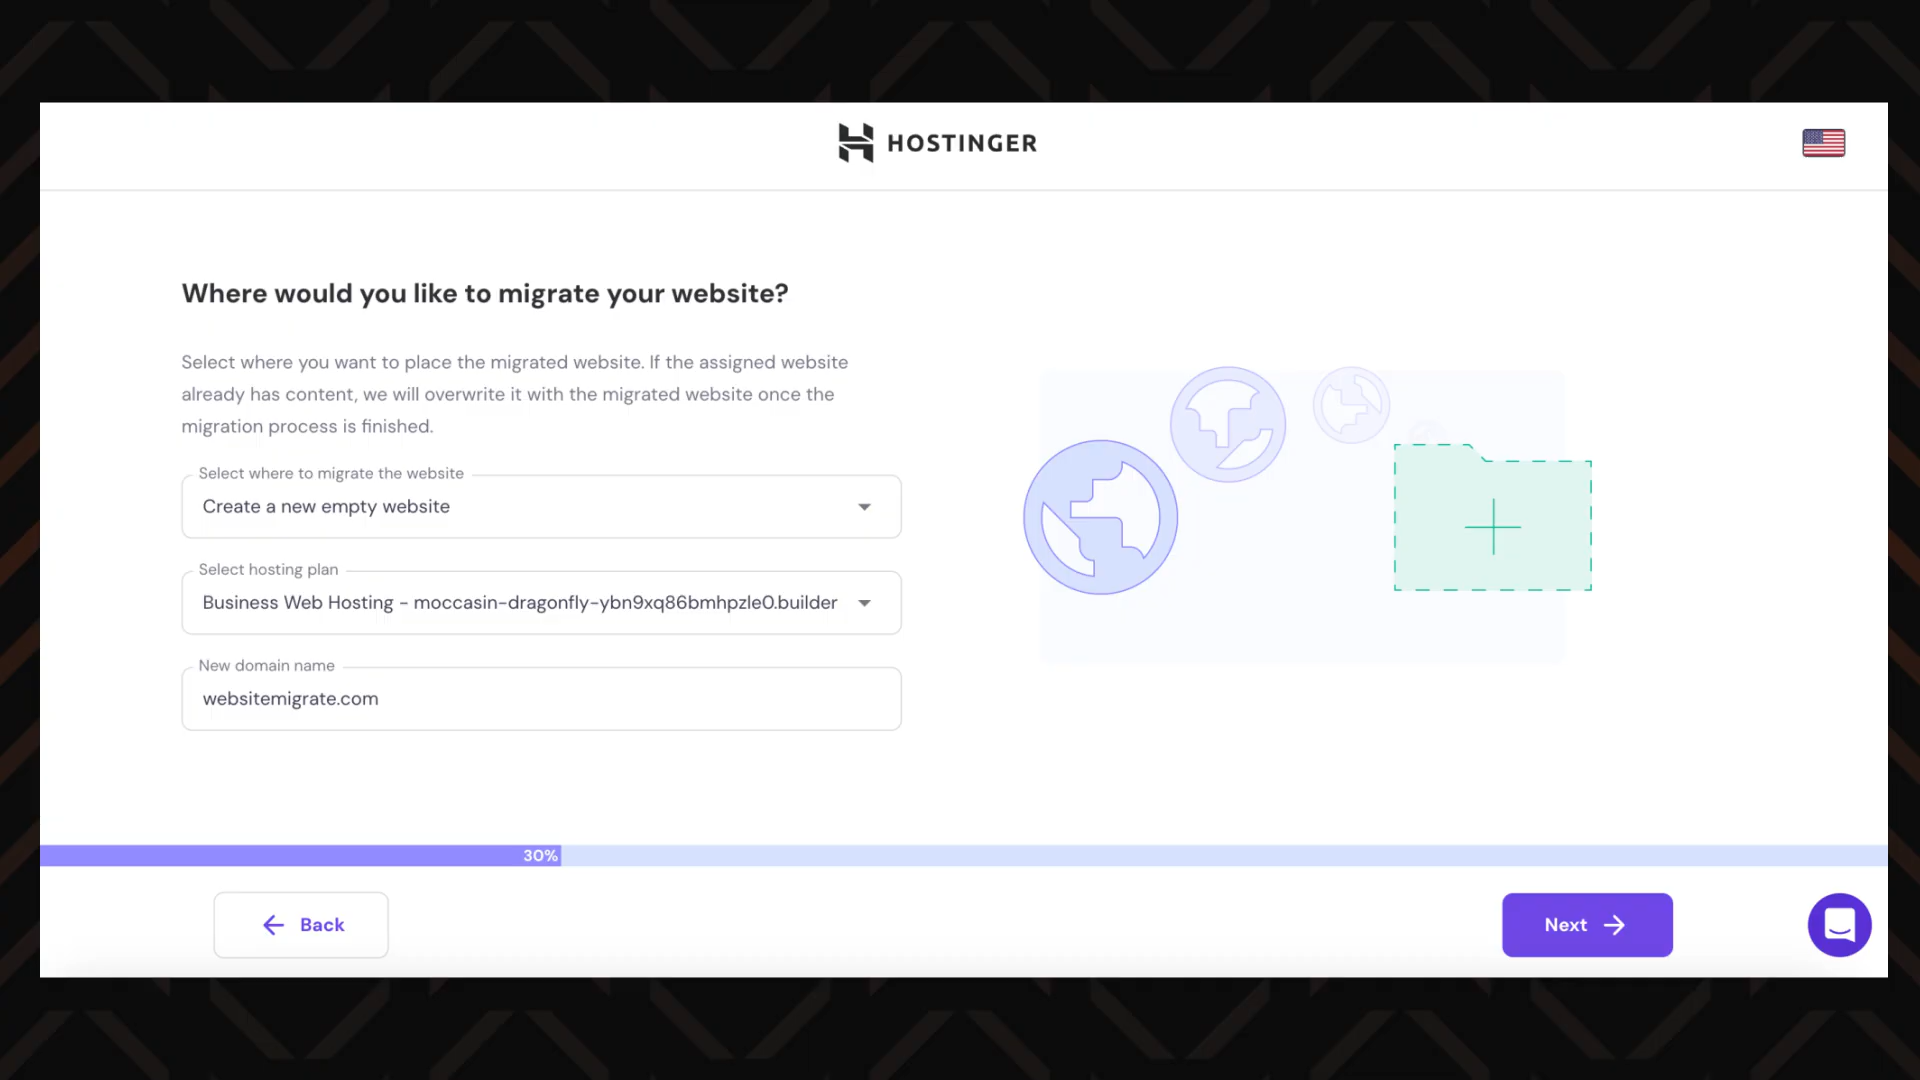 HOSTINGER
Where would you like to migrate your website?
Select where you want to place the migrated website. If the assigned website
already has content, we will overwrite it with the migrated website once the
migration process is finished.
Select where to migrate the website
Create a new empty website
Select hosting plan
Business Web Hosting - moccasin-dragonfly-ybn9xq86bmhpzle0.builder
New domain name
websitemigrate.com
30%
Back
Next